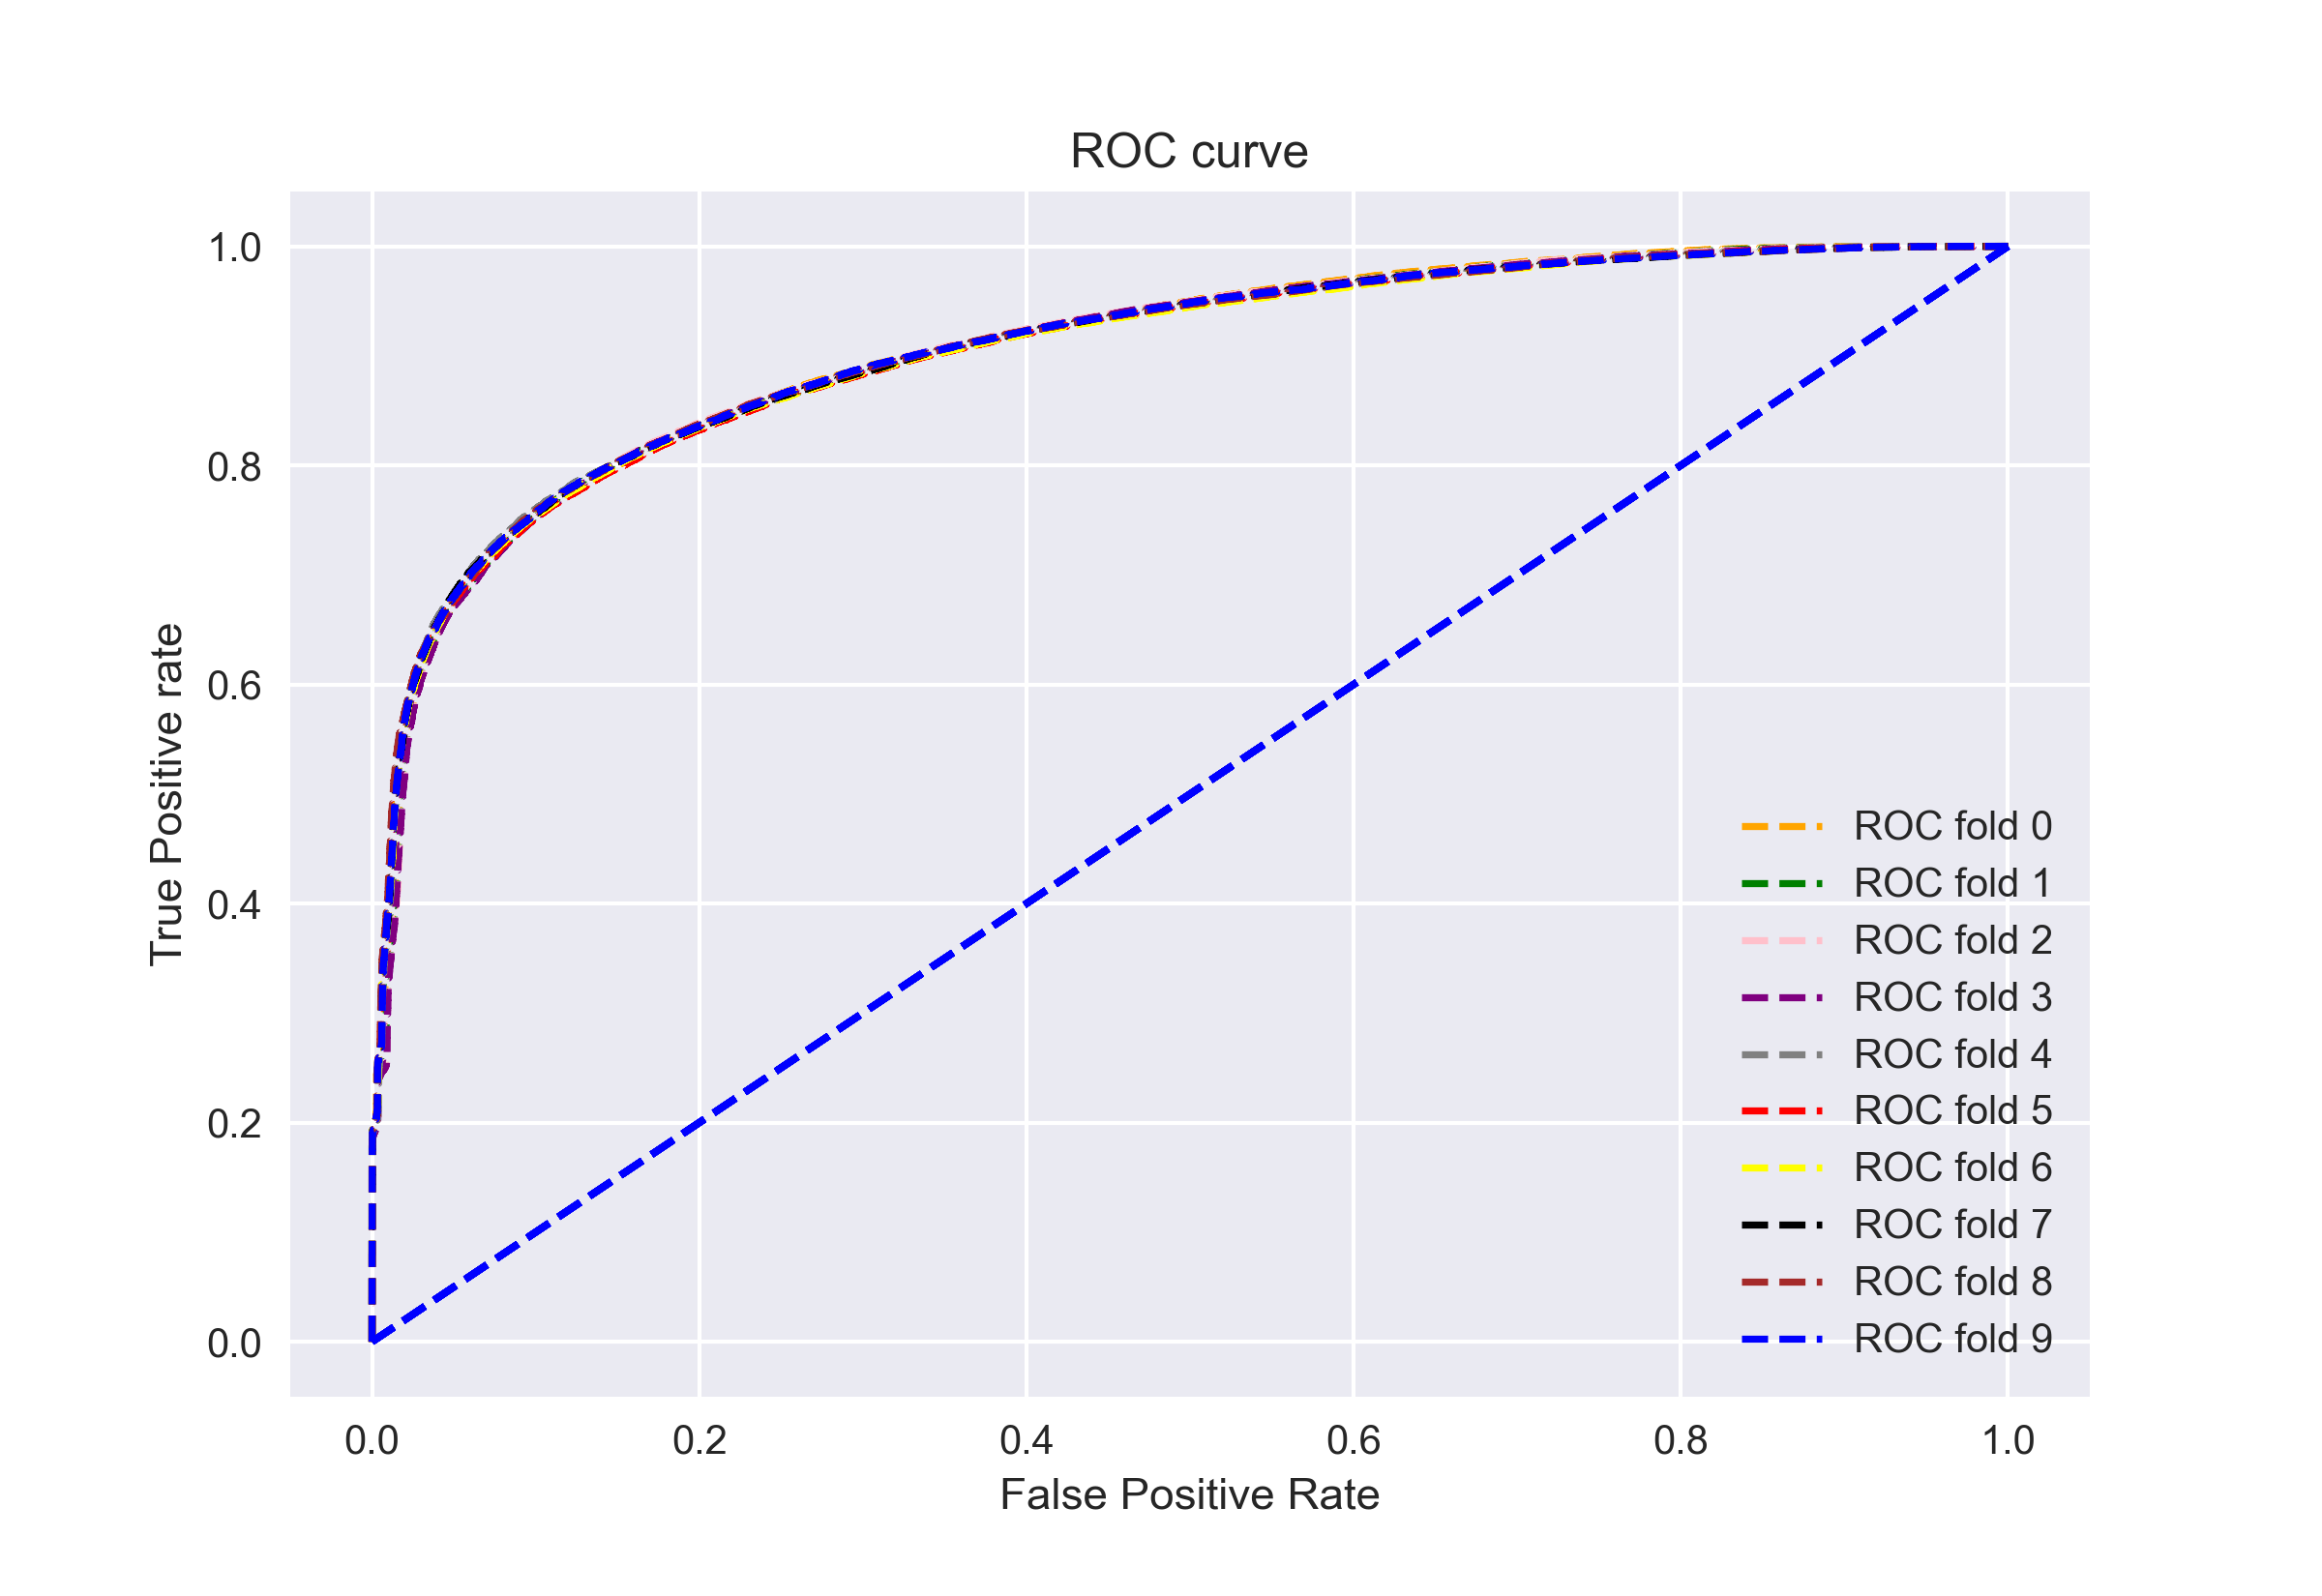 ROC curve
1.0
0.8
0.6
0.4
0.2
0.0
True Positive rate
ROC fold 0
ROC fold 1
ROC fold 2
ROC fold 3
ROC fold 4
ROC fold 5
ROC fold 6
ROC fold 7
ROC fold 8
ROC fold 9
0.0 0.2 0.4 0.6 0.8 1.0
False Positive Rate